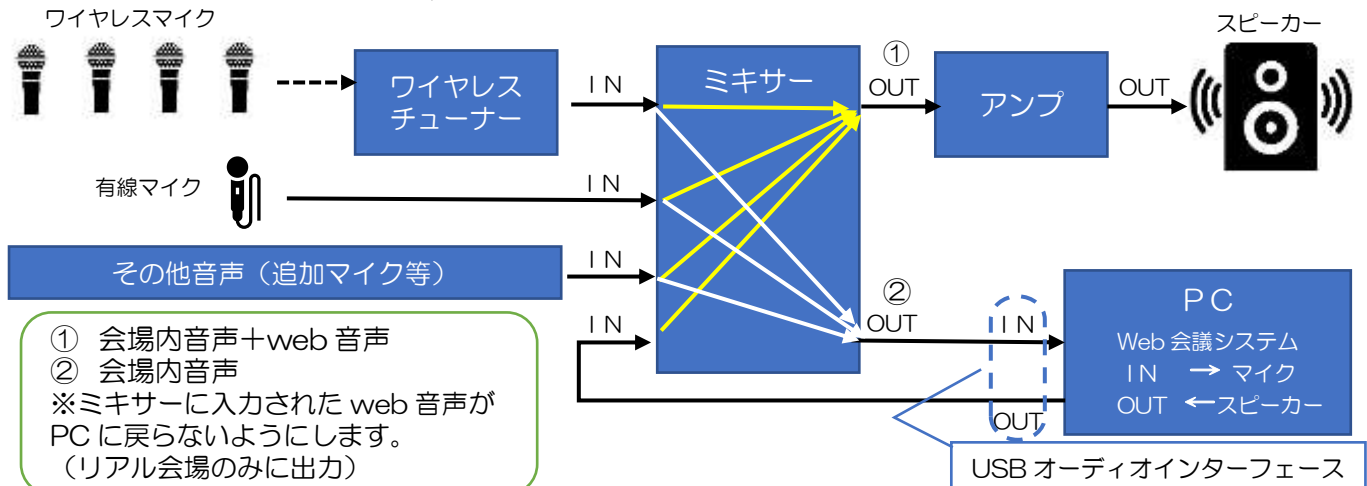 ワイヤレスマイク
スピーカー
①
ワイヤレス
チューナー
IN
ミキサー
OUT
アンプ
OUT
有線マイク
IN
その他音声（追加マイク等）
IN
②
OUT
IN
PC
Web 会議システム
IN → マイク
OUT ←スピーカー
IN
OUT
① 会場内音声＋web 音声
② 会場内音声
※ミキサーに入力された web 音声が
PC に戻らないようにします。
（リアル会場のみに出力）
USB オーディオインターフェース